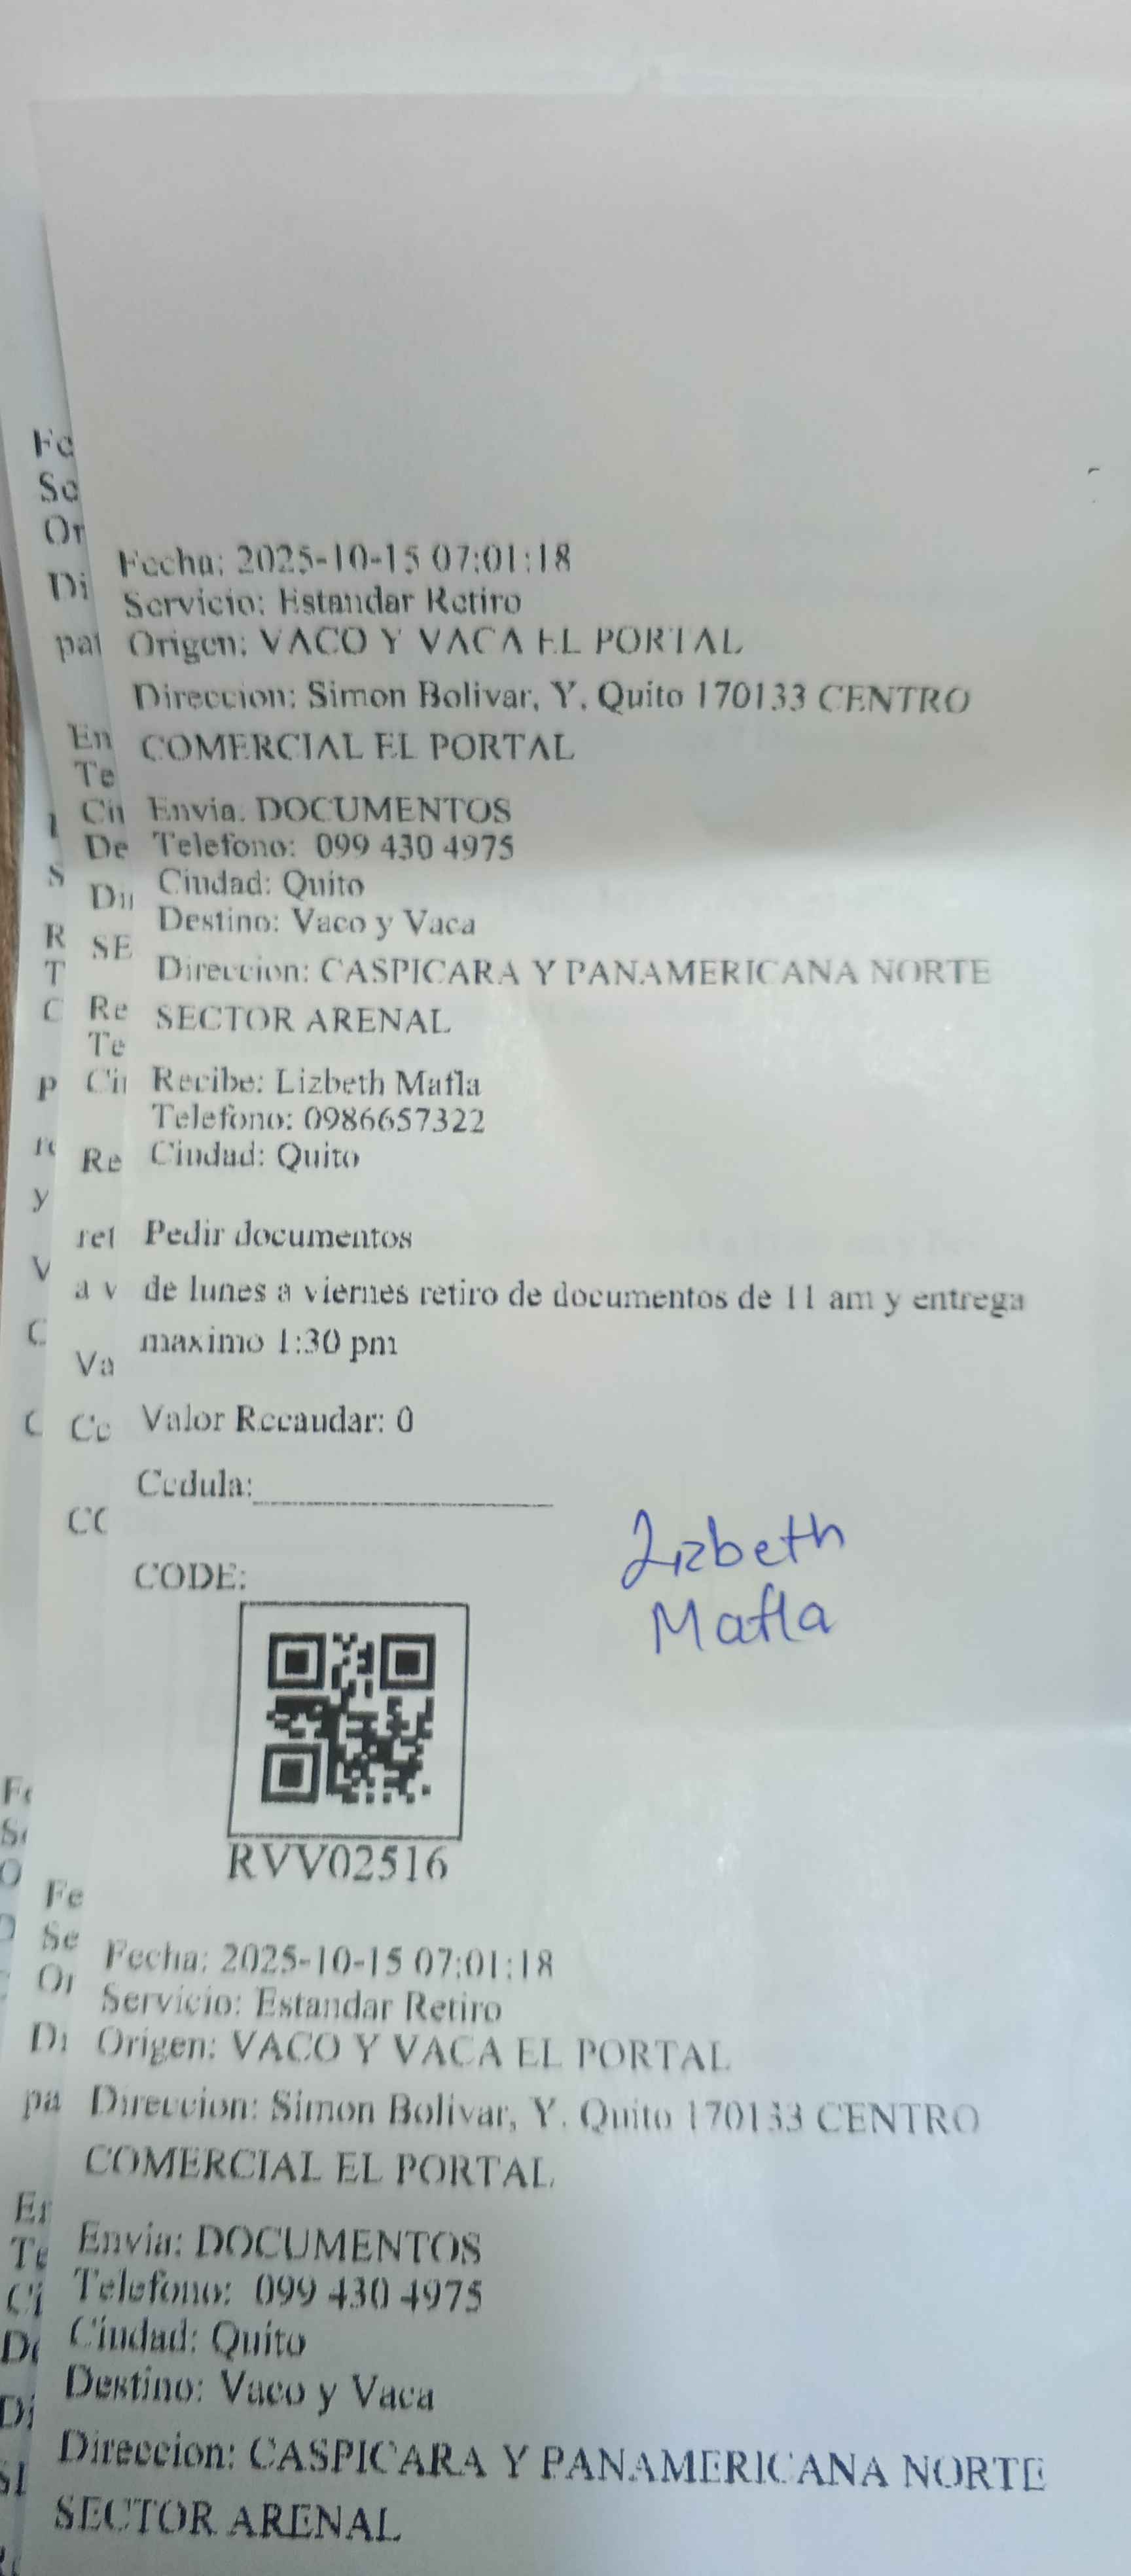 Fecha: 2025-10-15 07:01:18
Servicio: Estandar Retiro
Origen: VACO Y VACA EL PORTAL
Direccion: Simon Bolivar, Y, Quito 170133 CENTRO
COMERCIAL EL PORTAL
Envia. DOCUMENTOS
Telefono: 099 430 4975
Ciudad: Quito
Destino: Vaco y Vaca
Direccion: CASPICARA Y PANAMERICANA NORTE
SECTOR ARENAL
Recibe: Lizbeth Mafla
Telefono: 0986657322
Ciudad: Quito
Pedir documentos
de lunes a viernes retiro de documentos de 11 am y entrega
maximo 1:30 pm
Valor Recaudar: 0
Cedula:
Lizbeth
Mafla
CODE:
RVV02516
Fecha: 2025-10-15 07:01:18
Servicio: Estandar Retiro
Origen: VACO Y VACA EL PORTAL
Direccion: Simon Bolivar, Y. Quito 170133 CENTRO
COMERCIAL EL PORTAL
Envia: DOCUMENTOS
Telefono: 099 430 4975
Ciudad: Quito
Destino: Vaco y Vaca
Direccion: CASPICARA Y PANAMERICANA NORTE
SECTOR ARENAL